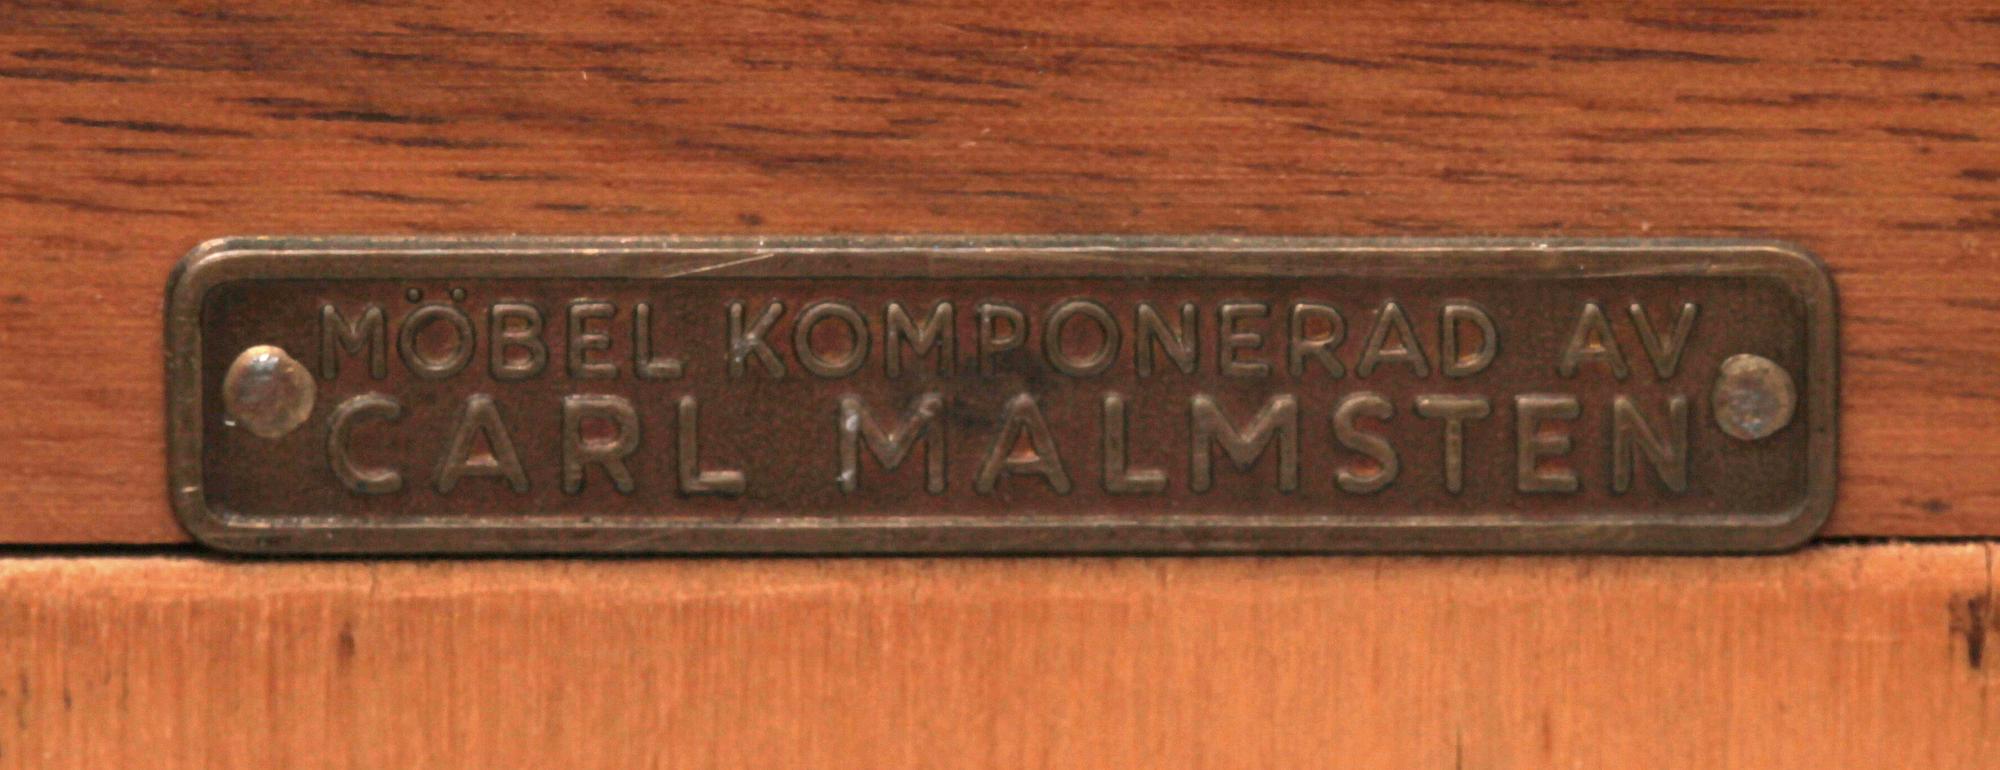 MÖBEL KOMPONERAD AV
CARL MALMSTEN